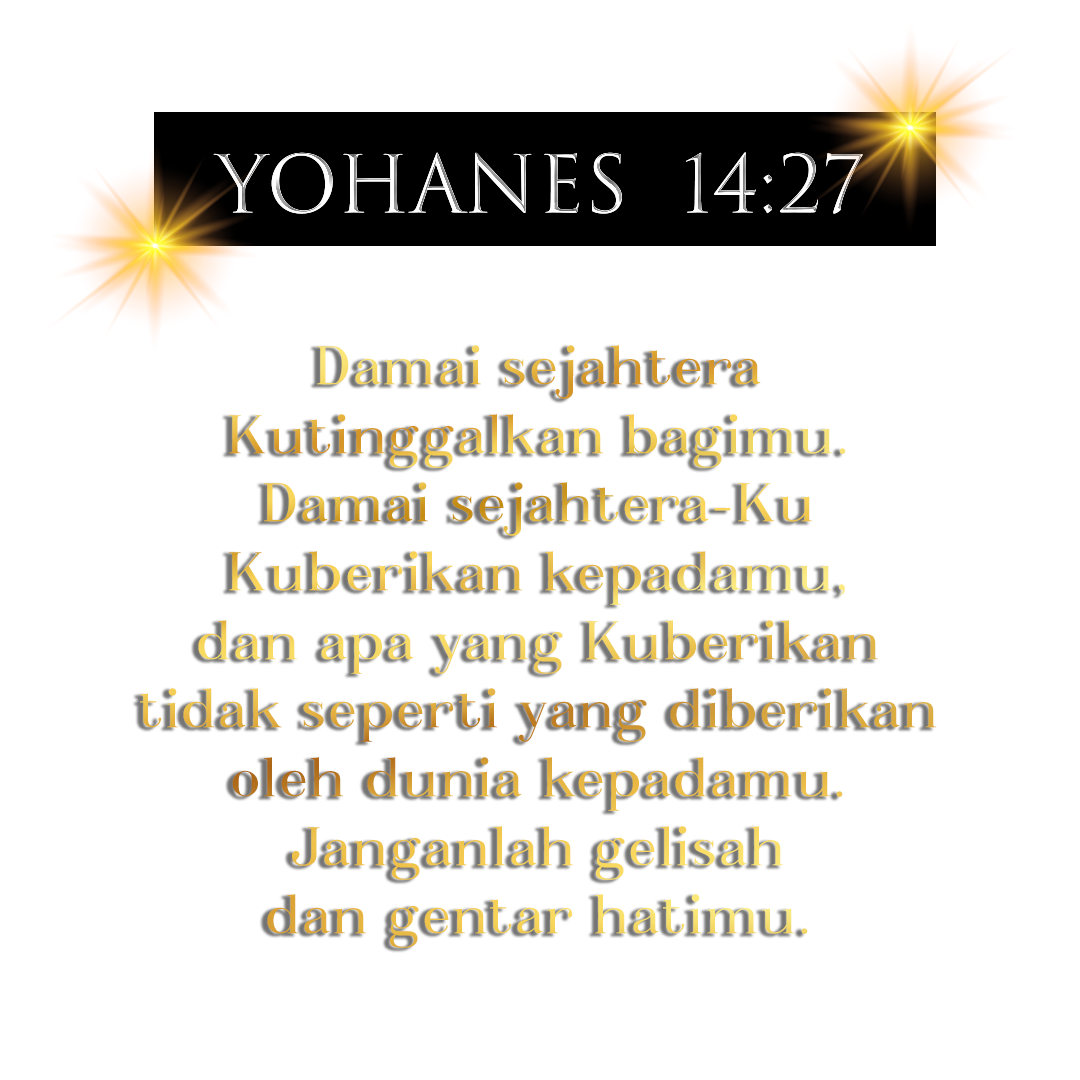 YOHANES 14:27
Damai sejahtera
Kutinggalkan bagimu.
Damai sejahtera-Ku
Kuberikan kepadamu,
dan apa yang Kuberikan
tidak seperti yang diberikan
oleh dunia kepadamu.
Janganlah gelisah
dan gentar hatimu.